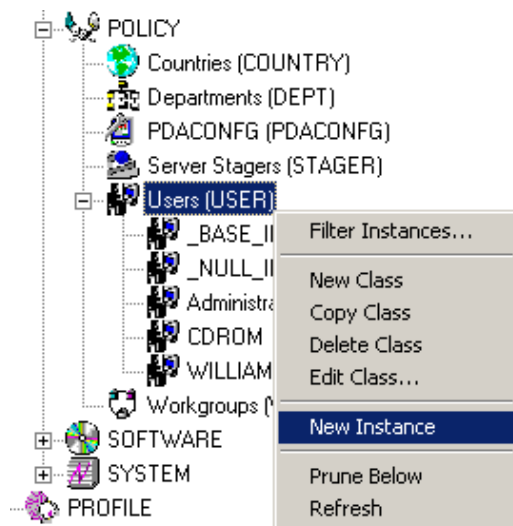 POLICY
Countries (COUNTRY)
Departments (DEPT)
PDACONFG (PDACONFG)
Server Stagers (STAGER)
Users (USER)
_BASE_I
_NULL_I
Administra
CDROM
WILLIAM
Workgroups (
SOFTWARE
SYSTEM
PROFILE
Filter Instances...
New Class
Copy Class
Delete Class
Edit Class...
New Instance
Prune Below
Refresh